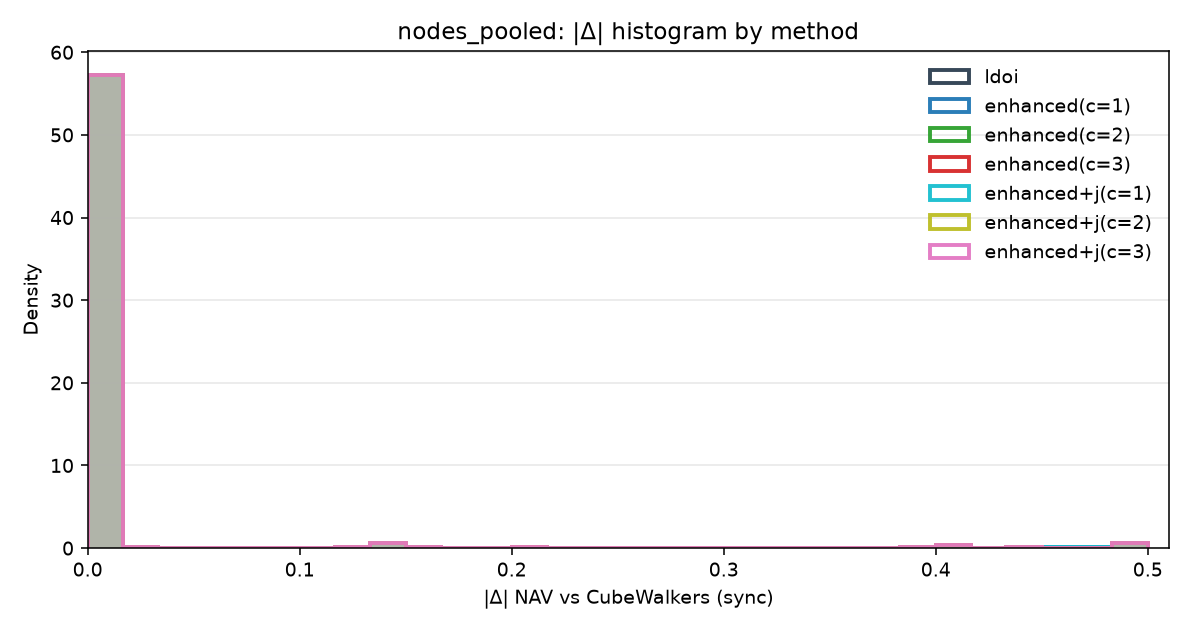 nodes_pooled: |Δ| histogram by method
60
50
40
30
20
10
0
Density
ldoi
enhanced(c=1)
enhanced(c=2)
enhanced(c=3)
enhanced+j(c=1)
enhanced+j(c=2)
enhanced+j(c=3)
0.0 0.1 0.2 0.3 0.4 0.5
|Δ| NAV vs CubeWalkers (sync)